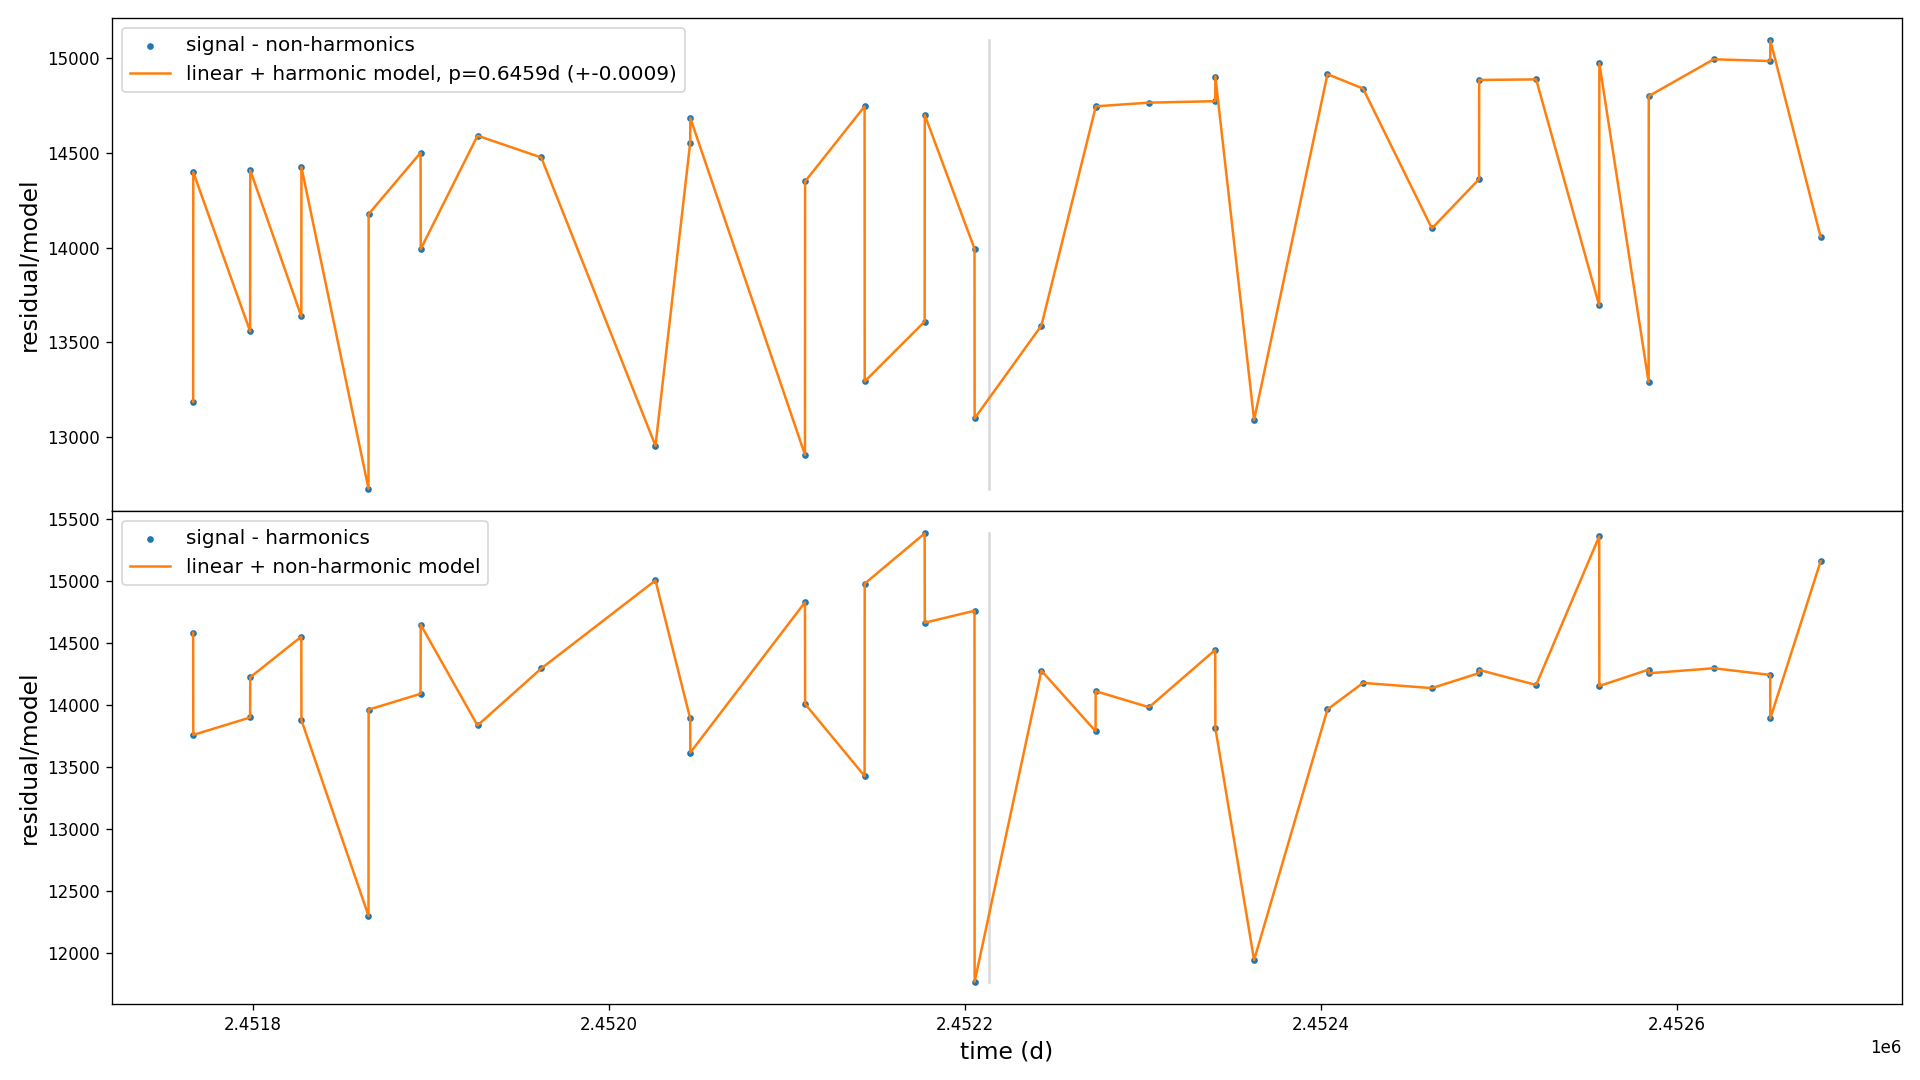 signal - non-harmonics
linear + harmonic model, p=0.6459d (+-0.0009)
15000
14500
14000
13500
13000
residual/model
signal - harmonics
linear + non-harmonic model
15500
15000
14500
14000
13500
13000
12500
12000
residual/model
2.4518
2.4520
2.4522
2.4524
2.4526
1e6
time (d)